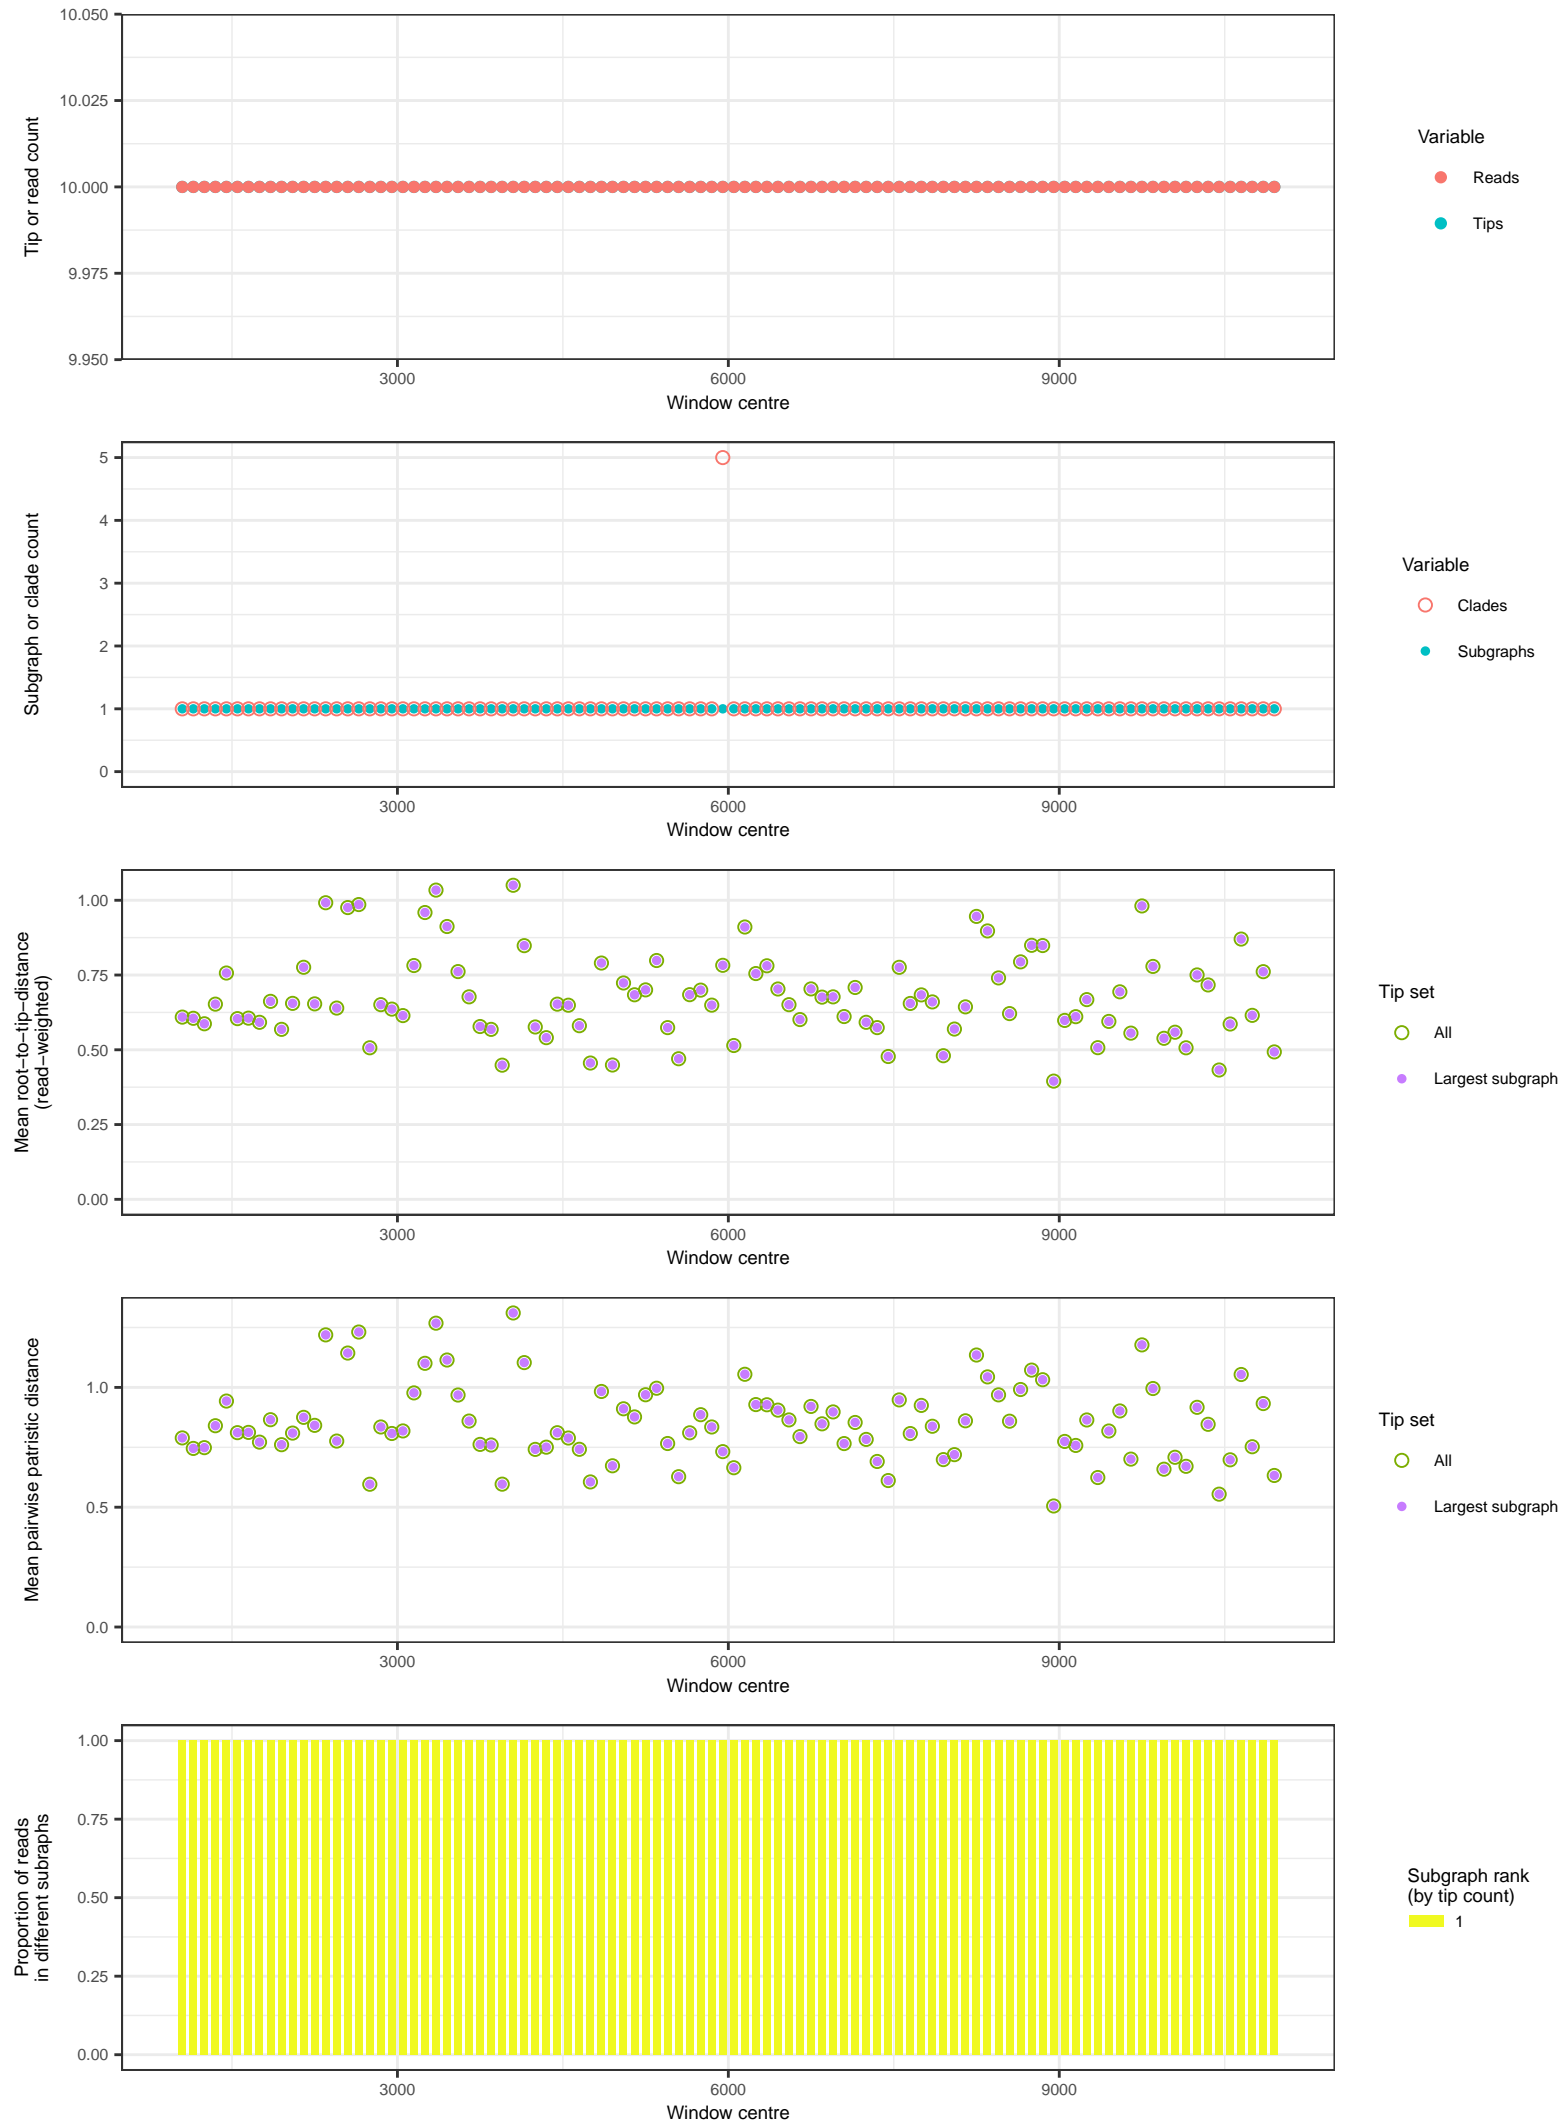 10.050
10.025
10.000
9.975
9.950
Tip or read count
3000
6000
9000
Window centre
Variable
Reads
Tips
5
4
3
2
1
0
Subgraph or clade count
3000
6000
9000
Window centre
Variable
Clades
Subgraphs
1.00
0.75
0.50
0.25
0.00
Mean root−to−tip−distance
(read−weighted)
3000
6000
9000
Window centre
Tip set
All
Largest subgraph
1.0
0.5
0.0
Mean pairwise patristic distance
3000
6000
9000
Window centre
Tip set
All
Largest subgraph
1.00
0.75
0.50
0.25
0.00
Proportion of reads
in different subraphs
3000
6000
9000
Window centre
Subgraph rank
(by tip count)
1